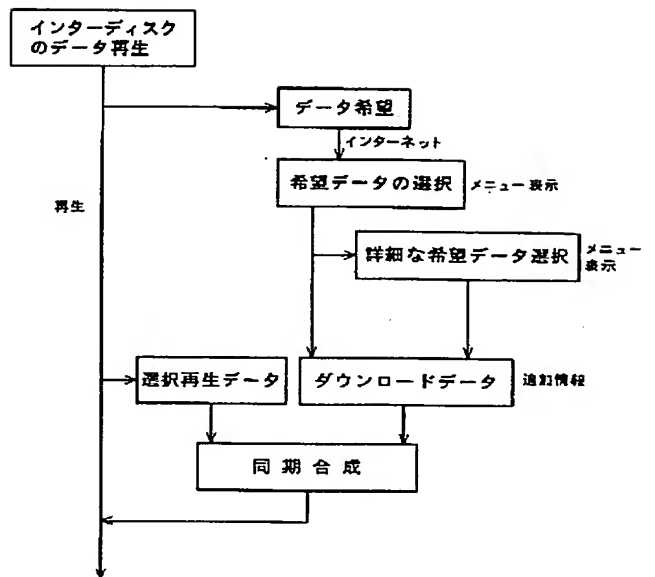 インターディスク
のデータ再生
データ希望
インターネット
希望データの選択
メニュー表示
再生
詳細な希望データ選択
メニュー
表示
選択再生データ
ダウンロードデータ
追加情報
同期合成